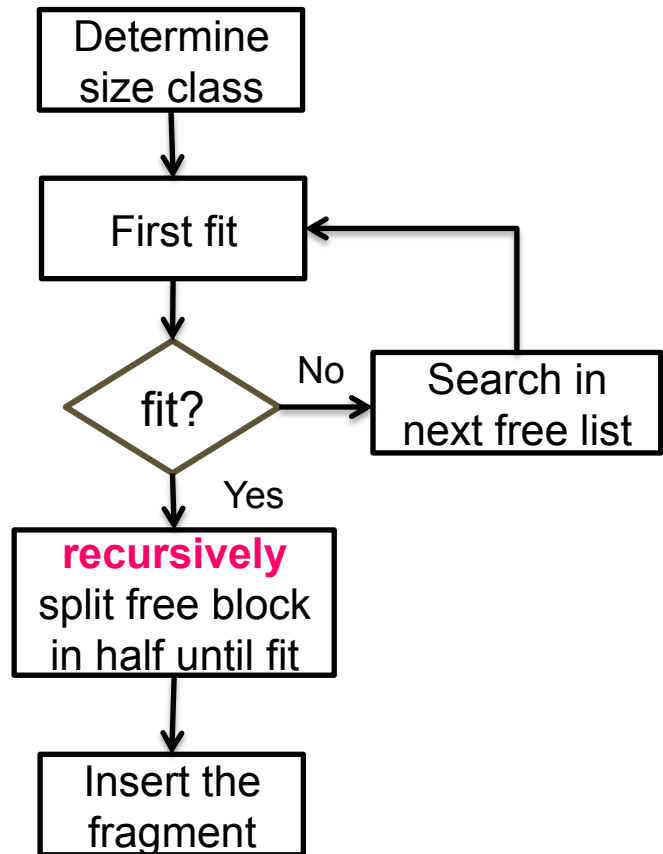 Determine
size class
First fit
fit?
No
Search in
next free list
Yes
recursively
split free block
in half until fit
Insert the
fragment